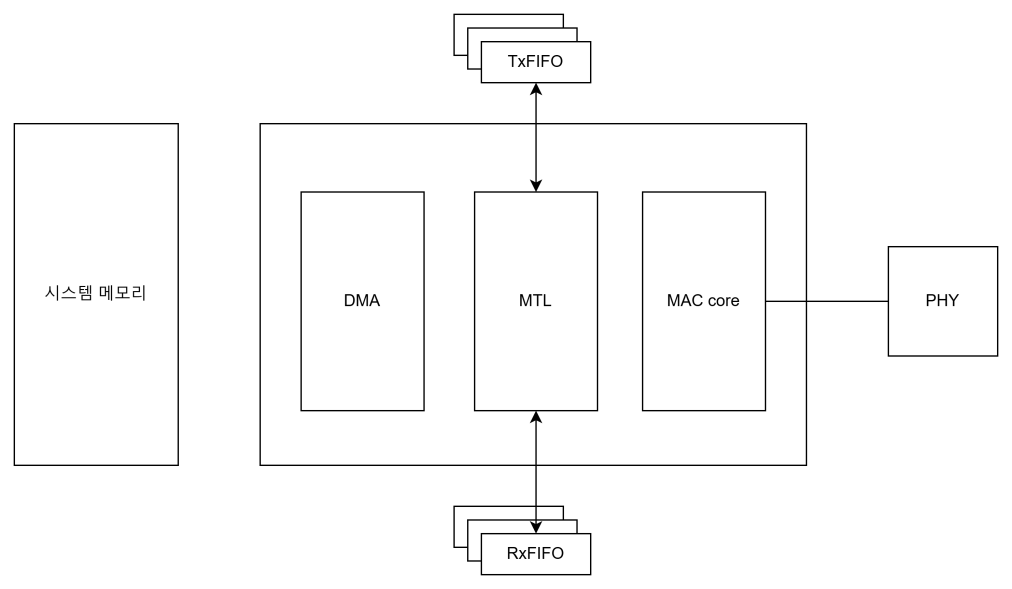 TxFIFO
시스템 메모리
DMA
MTL
MAC core
PHY
RxFIFO